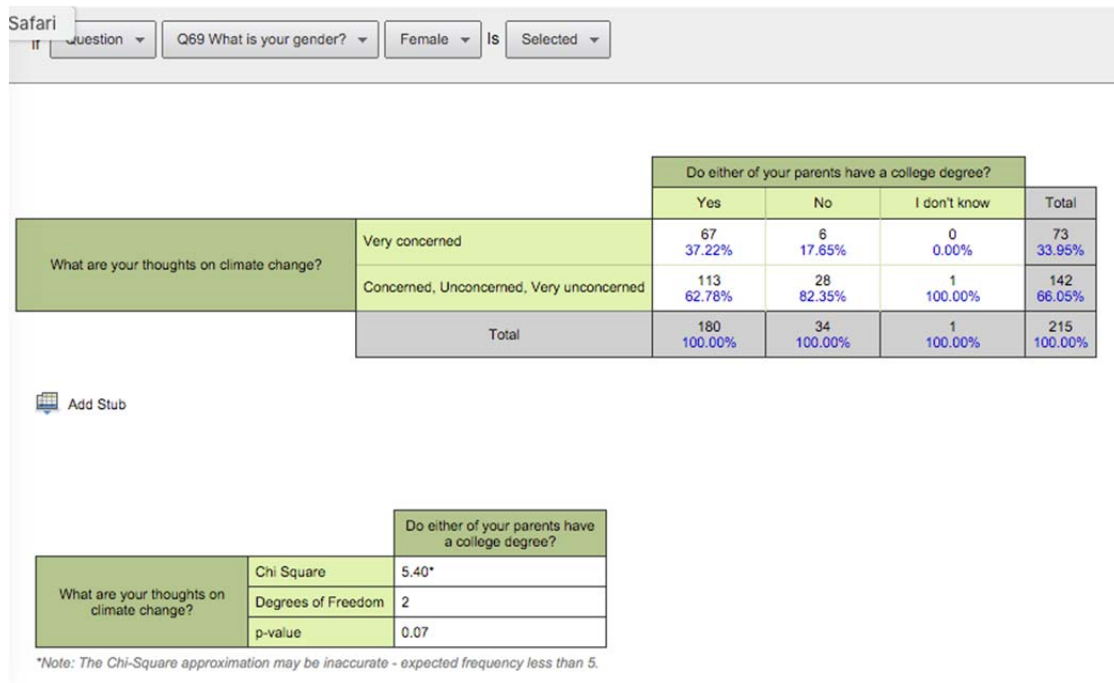 Safari
If Question Q69 What is your gender? Female Is Selected
Do either of your parents have a college degree?
Yes No I don't know Total
What are your thoughts on climate change?
Very concerned 67 6 0 73
37.22% 17.65% 0.00% 33.95%
Concerned, Unconcerned, Very unconcerned 113 28 1 142
62.78% 82.35% 100.00% 66.05%
Total 180 34 1 215
100.00% 100.00% 100.00% 100.00%
Add Stub
Do either of your parents have
a college degree?
What are your thoughts on
climate change?
Chi Square 5.40*
Degrees of Freedom 2
p-value 0.07
*Note: The Chi-Square approximation may be inaccurate - expected frequency less than 5.